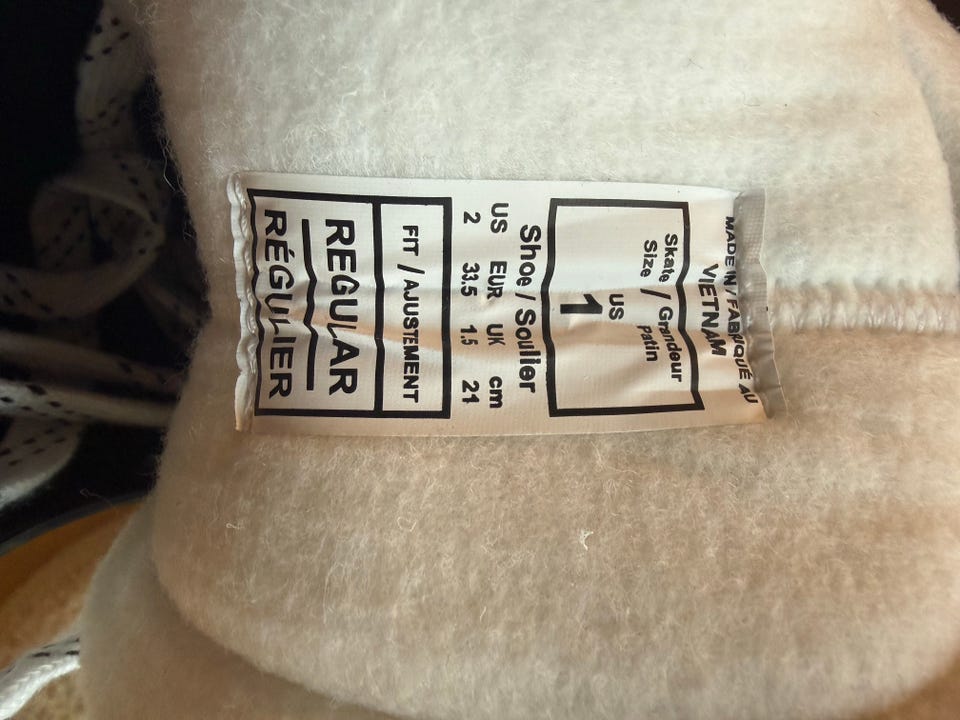 MADE IN / FABRIQUÉ AU
VIETNAM
Skate / Grandeur
Size / Patin
US
1
Shoe / Soulier
US EUR UK cm
2 33.5 1.5 21
FIT / AJUSTEMENT
REGULAR
RÉGULIER